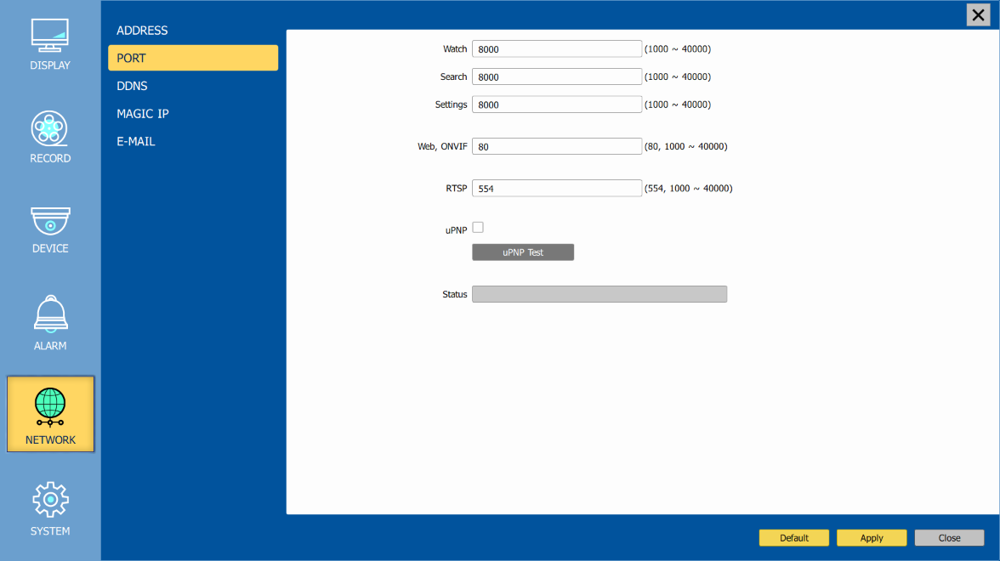 DISPLAY
RECORD
DEVICE
ALARM
NETWORK
SYSTEM
ADDRESS
PORT
DDNS
MAGIC IP
E-MAIL
Watch 8000 (1000 ~ 40000)
Search 8000 (1000 ~ 40000)
Settings 8000 (1000 ~ 40000)
Web, ONVIF 80 (80, 1000 ~ 40000)
RTSP 554 (554, 1000 ~ 40000)
uPNP
uPNP Test
Status
Default Apply Close